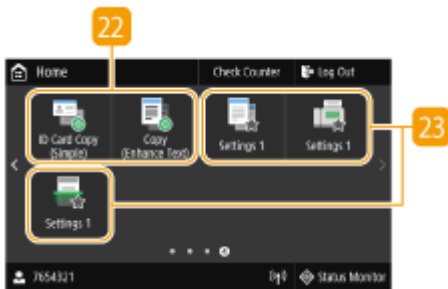 22
Home Check Counter Log Out
23
ID Card Copy
(Simple)
Copy
(Enhance Text)
Settings 1
Settings 1
Settings 1
7654321 Status Monitor